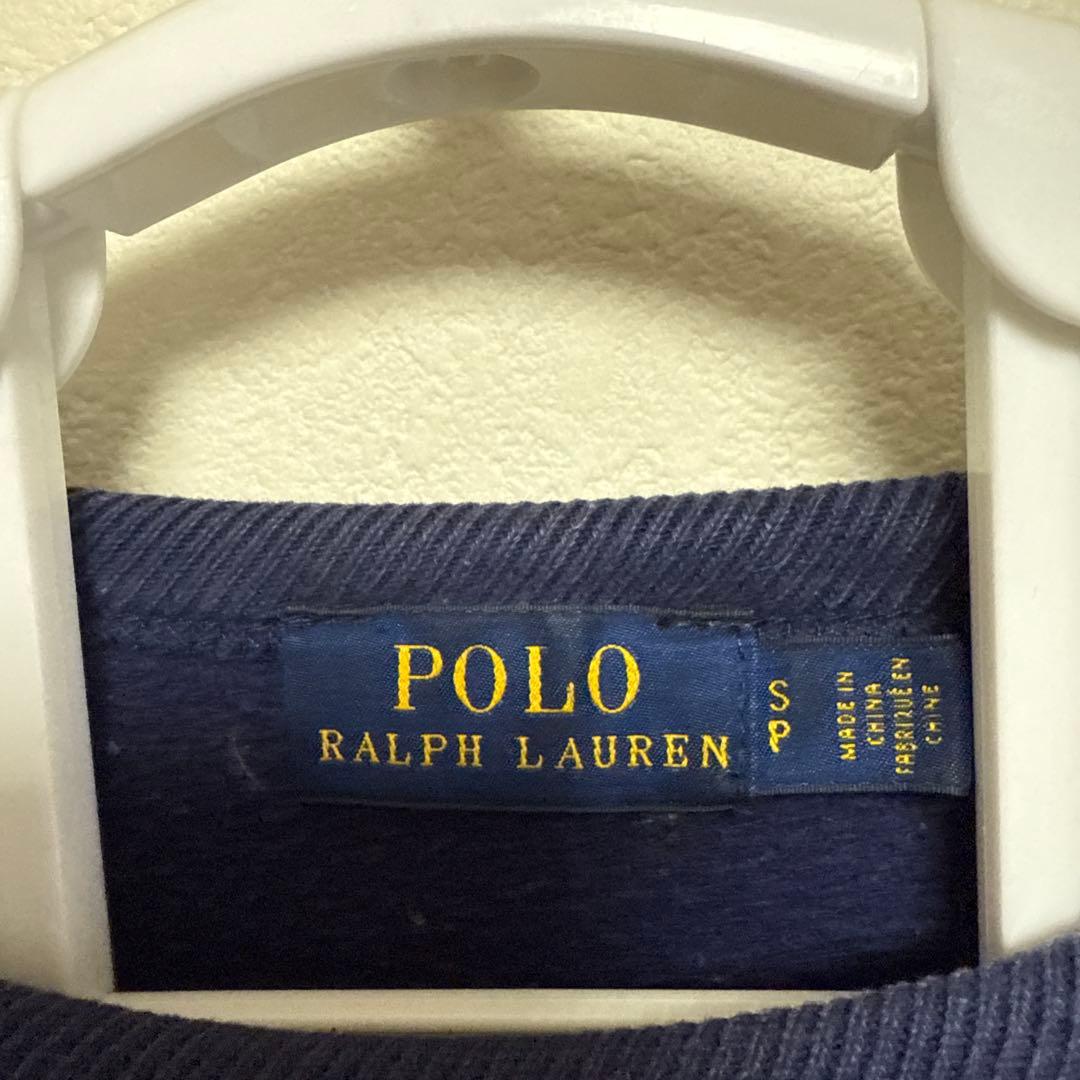 POLO
RALPH LAUREN
S
P
MADE IN
CHINA
FABRIQUÉ EN
CHINE